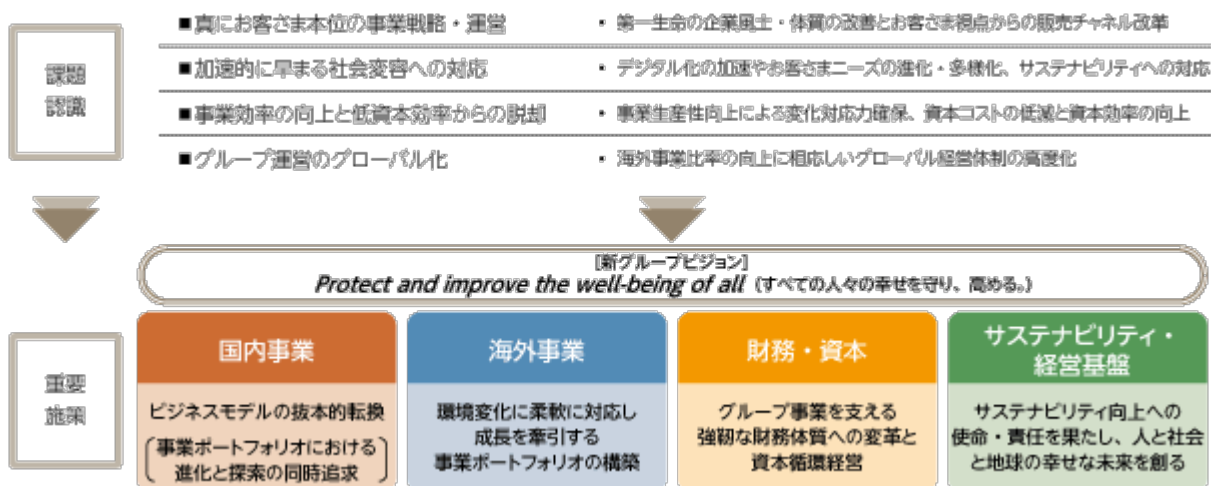 課題
認識
■真にお客さま本位の事業戦略・運営
• 第一生命の企業風土・体質の改善とお客さま視点からの販売チャネル改革
■加速的に早まる社会変容への対応
• デジタル化の加速やお客さまニーズの進化・多様化、サステナビリティへの対応
■事業効率の向上と低資本効率からの脱却
• 事業生産性向上による変化対応力確保、資本コストの低減と資本効率の向上
■グループ運営のグローバル化
• 海外事業比率の向上に相応しいグローバル経営体制の高度化
[新グループビジョン]
Protect and improve the well-being of all (すべての人々の幸せを守り、高める。)
重要
施策
国内事業
ビジネスモデルの抜本的転換
事業ポートフォリオにおける
進化と探索の同時追求
海外事業
環境変化に柔軟に対応し
成長を牽引する
事業ポートフォリオの構築
財務・資本
グループ事業を支える
強靭な財務体質への変革と
資本循環経営
サステナビリティ・
経営基盤
サステナビリティ向上への
使命・責任を果たし、人と社会
と地球の幸せな未来を創る